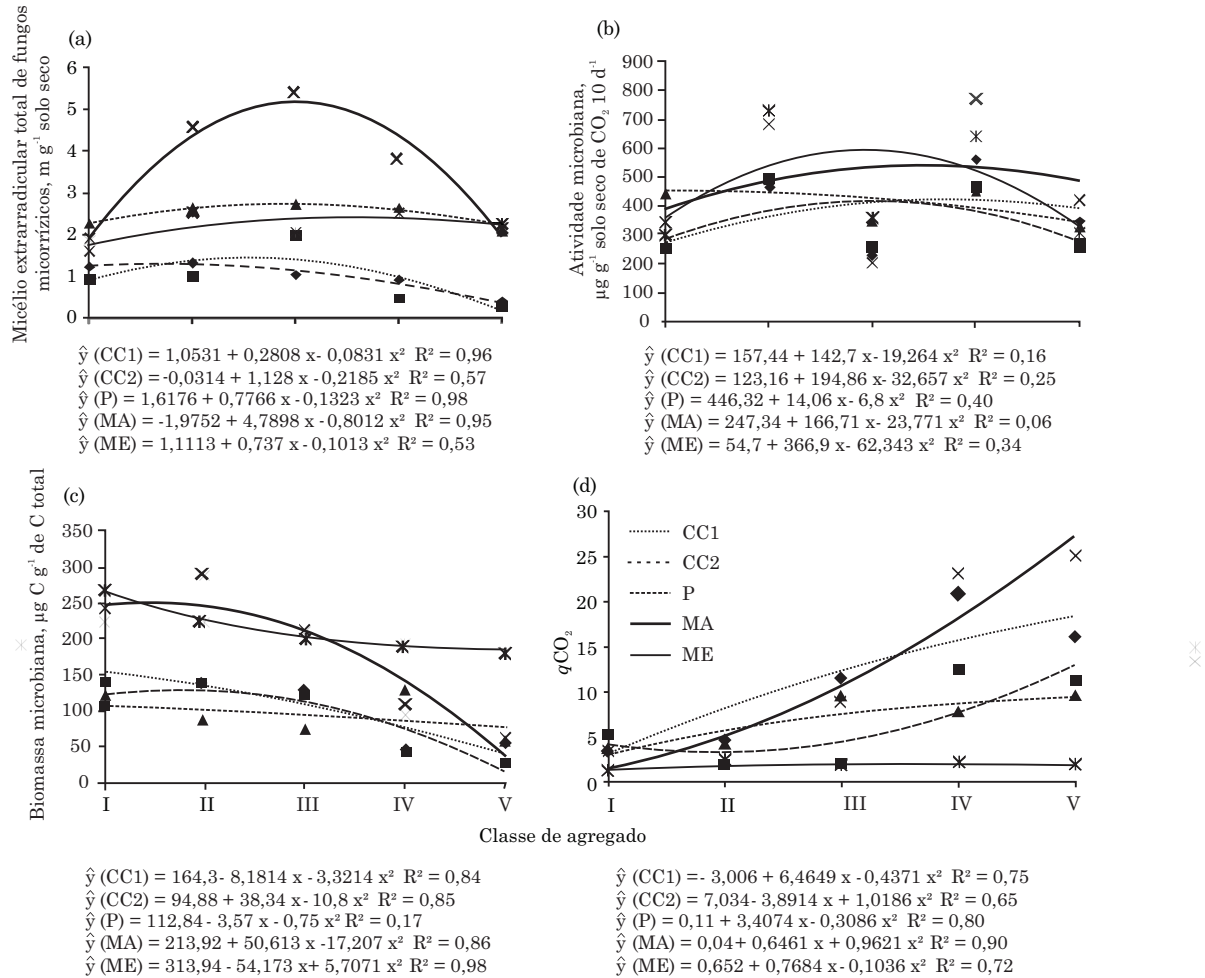 (a)
Micélio extrarradicular total de fungos
micorrízicos, m g⁻¹ solo seco
6
5
4
3
2
1
0
ŷ (CC1) = 1,0531 + 0,2808 x- 0,0831 x² R² = 0,96
ŷ (CC2) = -0,0314 + 1,128 x - 0,2185 x² R² = 0,57
ŷ (P) = 1,6176 + 0,7766 x - 0,1323 x² R² = 0,98
ŷ (MA) = -1,9752 + 4,7898 x - 0,8012 x² R² = 0,95
ŷ (ME) = 1,1113 + 0,737 x - 0,1013 x² R² = 0,53
(b)
Atividade microbiana,
µg g⁻¹ solo seco de CO₂ 10 d⁻¹
900
800
700
600
500
400
300
200
100
0
ŷ (CC1) = 157,44 + 142,7 x- 19,264 x² R² = 0,16
ŷ (CC2) = 123,16 + 194,86 x- 32,657 x² R² = 0,25
ŷ (P) = 446,32 + 14,06 x- 6,8 x² R² = 0,40
ŷ (MA) = 247,34 + 166,71 x- 23,771 x² R² = 0,06
ŷ (ME) = 54,7 + 366,9 x- 62,343 x² R² = 0,34
(c)
Biomassa microbiana, µg C g⁻¹ de C total
350
300
250
200
150
100
50
0
I II III IV V
(d)
qCO₂
30
25
20
15
10
5
0
CC1
CC2
P
MA
ME
I II III IV V
Classe de agregado
ŷ (CC1) = 164,3- 8,1814 x - 3,3214 x² R² = 0,84
ŷ (CC2) = 94,88 + 38,34 x - 10,8 x² R² = 0,85
ŷ (P) = 112,84 - 3,57 x - 0,75 x² R² = 0,17
ŷ (MA) = 213,92 + 50,613 x -17,207 x² R² = 0,86
ŷ (ME) = 313,94 - 54,173 x+ 5,7071 x² R² = 0,98
ŷ (CC1) =- 3,006 + 6,4649 x - 0,4371 x² R² = 0,75
ŷ (CC2) = 7,034- 3,8914 x + 1,0186 x² R² = 0,65
ŷ (P) = 0,11 + 3,4074 x - 0,3086 x² R² = 0,80
ŷ (MA) = 0,04+ 0,6461 x + 0,9621 x² R² = 0,90
ŷ (ME) = 0,652 + 0,7684 x - 0,1036 x² R² = 0,72